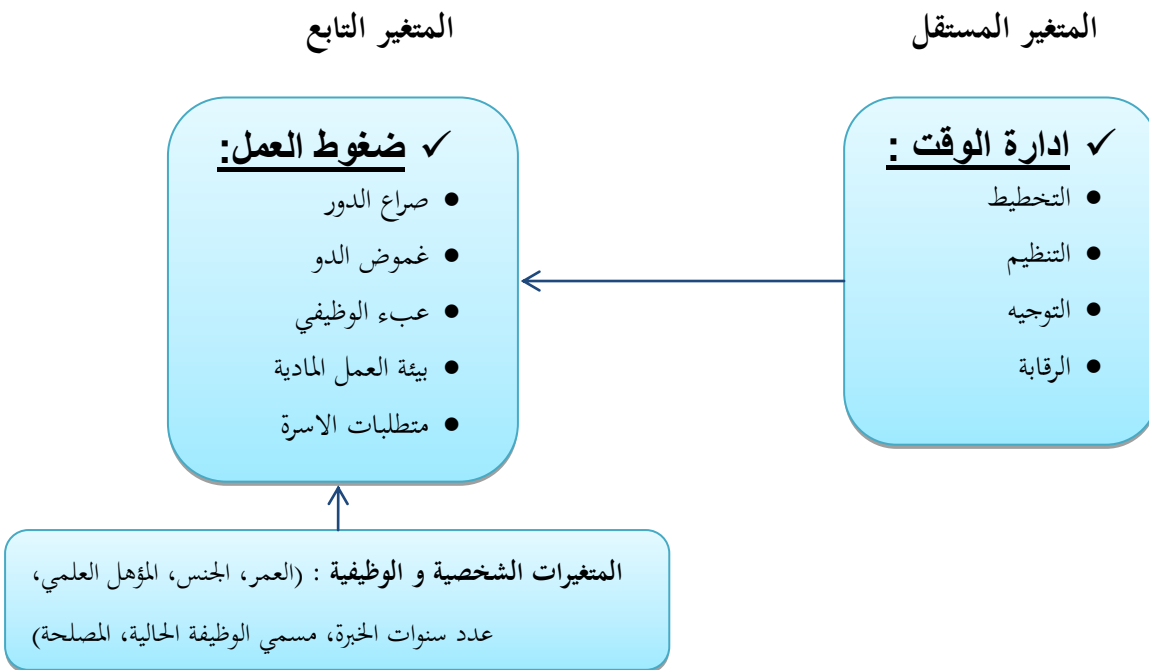 المتغير المستقل
المتغير التابع
✓ ادارة الوقت :
● التخطيط
● التنظيم
● التوجيه
● الرقابة
✓ ضغوط العمل:
● صراع الدور
● غموض الدو
● عبء الوظيفي
● بيئة العمل المادية
● متطلبات الاسرة
المتغيرات الشخصية و الوظيفية : (العمر، الجنس، المؤهل العلمي،
عدد سنوات الخبرة، مسمي الوظيفة الحالية، المصلحة)